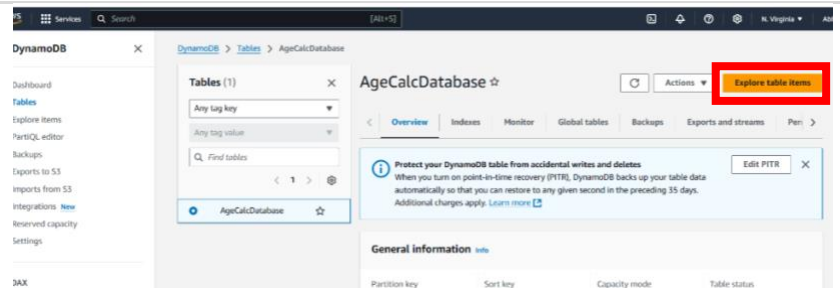 Services Search [Alt+S] N. Virginia
DynamoDB
DynamoDB > Tables > AgeCalcDatabase
Dashboard
Tables
Explore items
PartiQL editor
Backups
Exports to S3
Imports from S3
Integrations New
Reserved capacity
Settings
DAX
Tables (1)
Any tag key
Any tag value
Find tables
< 1 >
AgeCalcDatabase
AgeCalcDatabase
Actions
Explore table items
Overview Indexes Monitor Global tables Backups Exports and streams
Protect your DynamoDB table from accidental writes and deletes
When you turn on point-in-time recovery (PITR), DynamoDB backs up your table data
automatically so that you can restore to any given second in the preceding 35 days.
Additional charges apply. Learn more
Edit PITR
General information Info
Partition key Sort key Capacity mode Table status